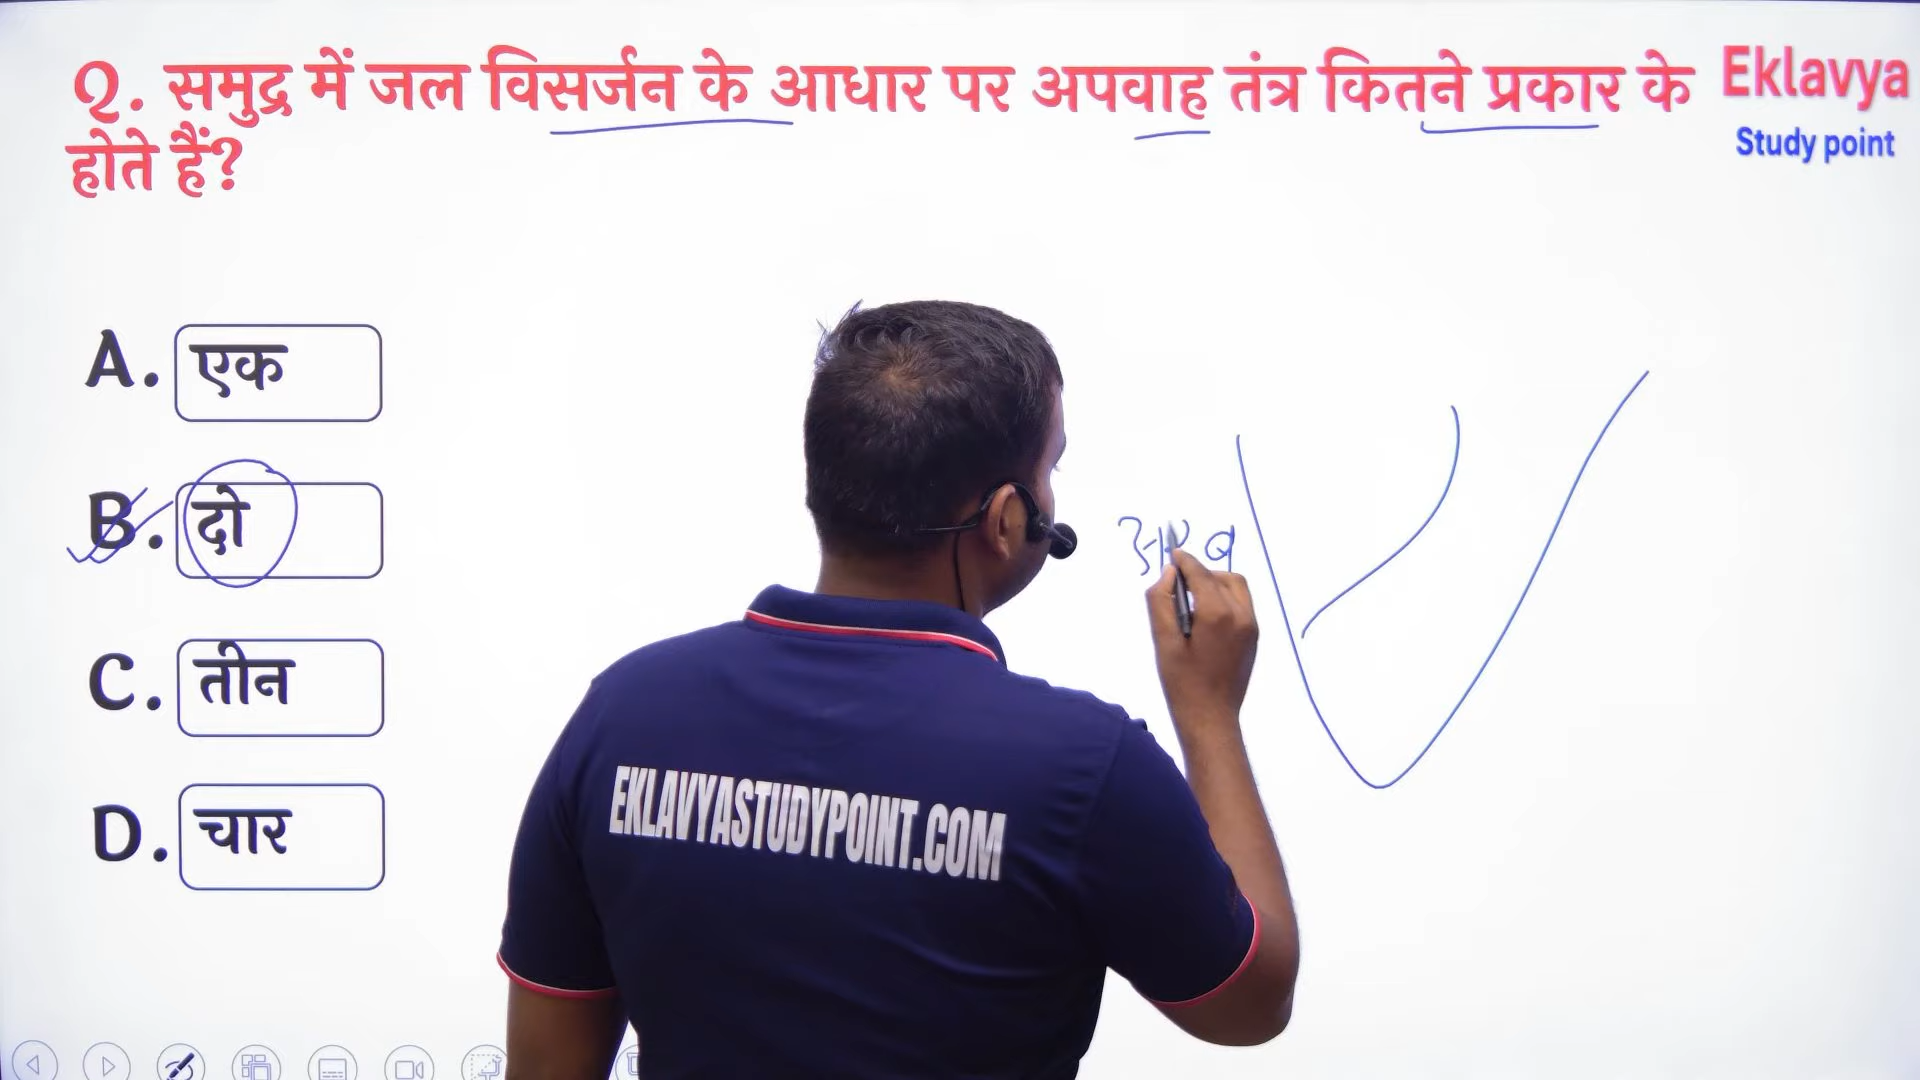 Q. समुद्र में जल विसर्जन के आधार पर अपवाह तंत्र कितने प्रकार के
होते हैं?
Eklavya
Study point
A. एक
B. दो
C. तीन
D. चार
EKLAVYASTUDYPOINT.COM